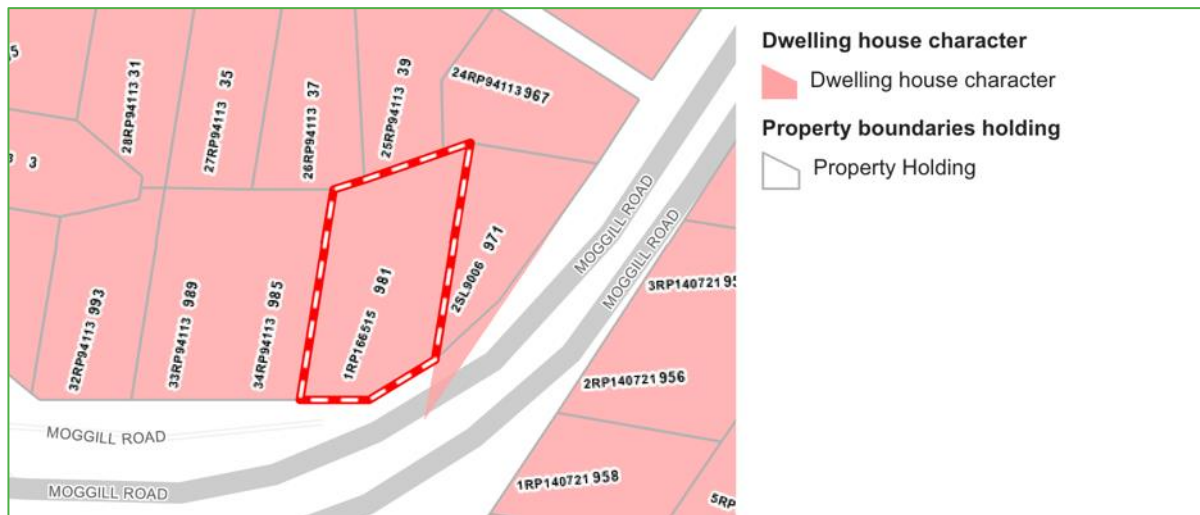 Dwelling house character
Dwelling house character
Property boundaries holding
Property Holding
28RP94113 31
27RP94113 35
26RP94113 37
25RP94113 39
24RP94113 967
3
32RP94113 993
33RP94113 989
34RP94113 985
1RP166515 981
2SL9006 971
MOGGILL ROAD
MOGGILL ROAD
3RP140721
2RP140721 956
1RP140721 958
MOGGILL ROAD
MOGGILL ROAD